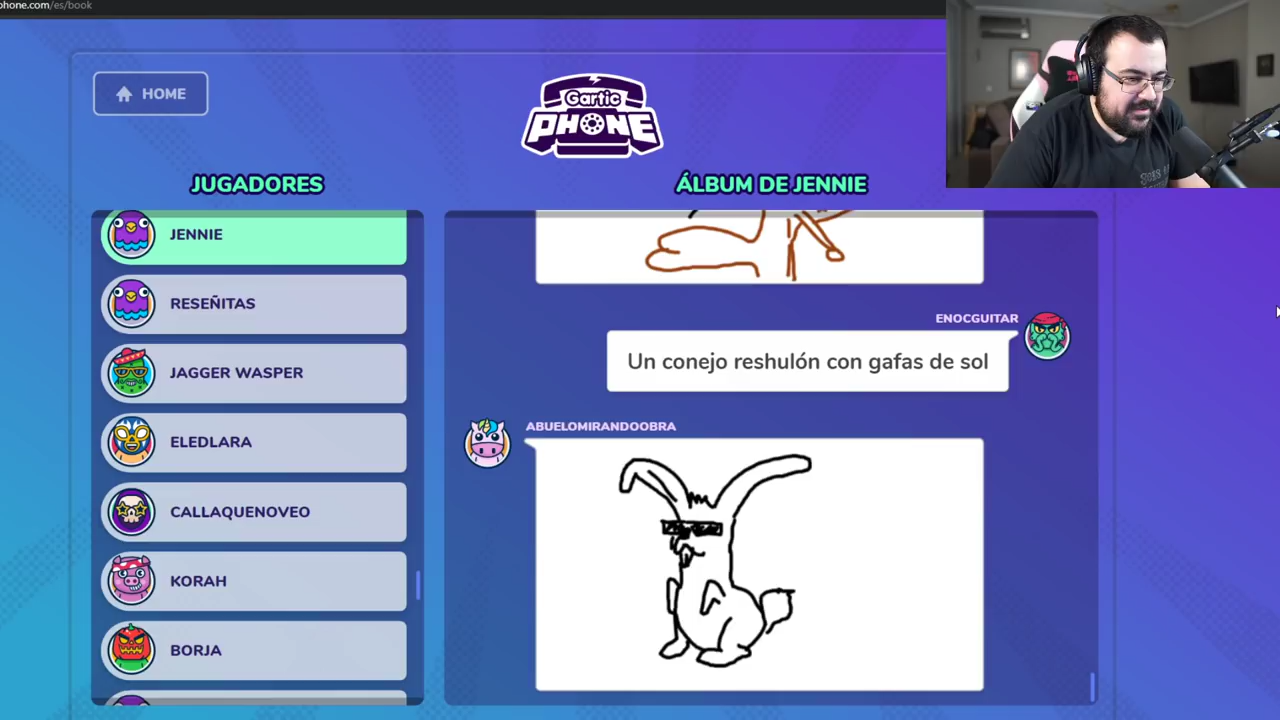 phone.com/es/book
HOME
Gartic
PHONE
JUGADORES
ÁLBUM DE JENNIE
JENNIE
RESEÑITAS
JAGGER WASPER
ELEDLARA
CALLAQUENOVEO
KORAH
BORJA
ENOCGUITAR
Un conejo reshulón con gafas de sol
ABUELOMIRANDOOBRA